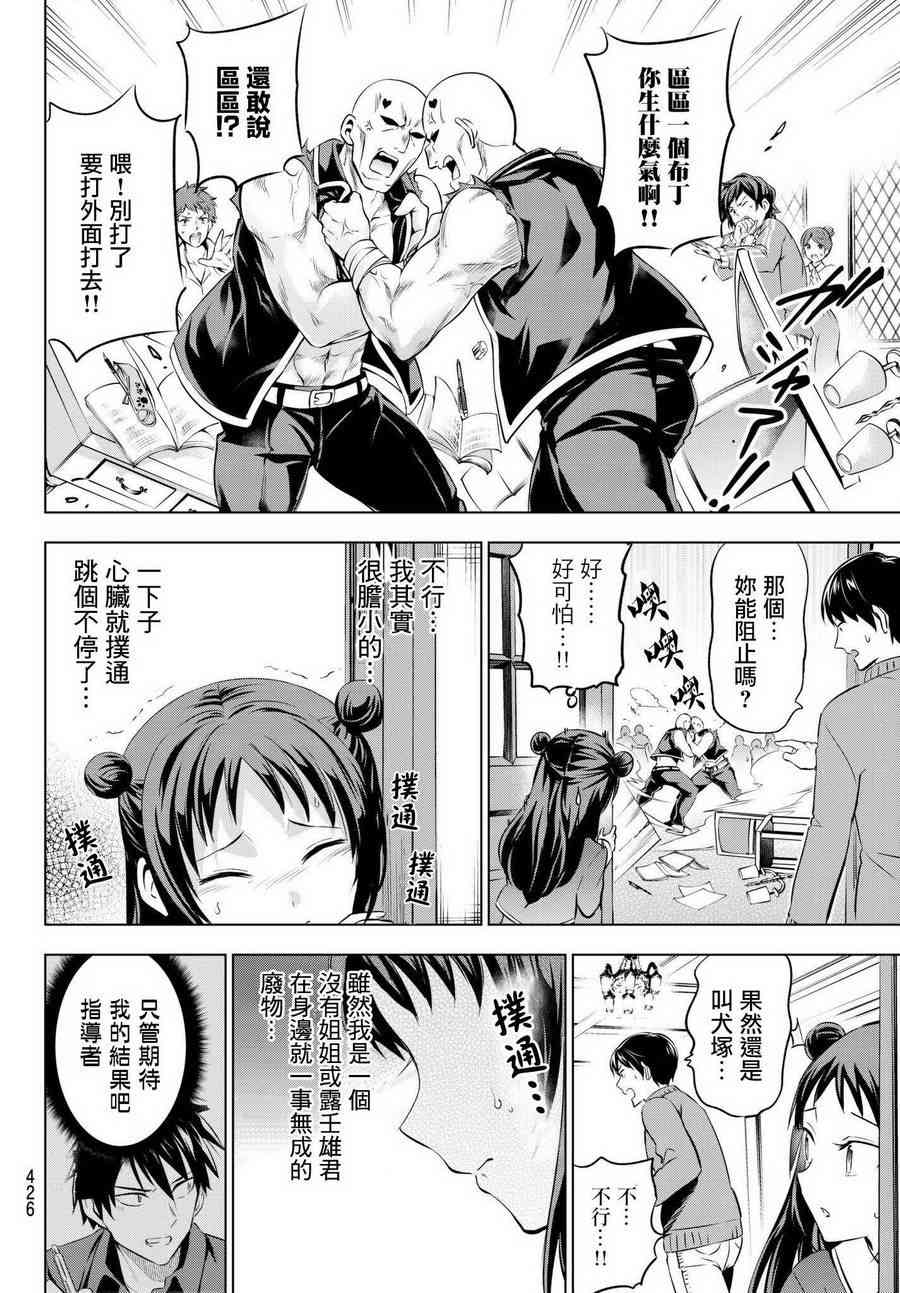 區區一個布丁
你生什麼氣啊!!
還敢說
區區!?
喂！別打了
要打外面打去!!
ガシャーン
那個…
妳能阻止嗎？
噢
噢
噢
好……
好可怕…!!
不行…
我其實
很膽小的…
一下子
心臟就撲通
跳個不停了…
撲通
撲通
撲通
果然還是
叫犬塚…
不…
不行…!!
撲通…
雖然我是一個
沒有姐姐或露壬雄君
在身邊就一事無成的
廢物…
只管期待
我的結果吧
指導者
426